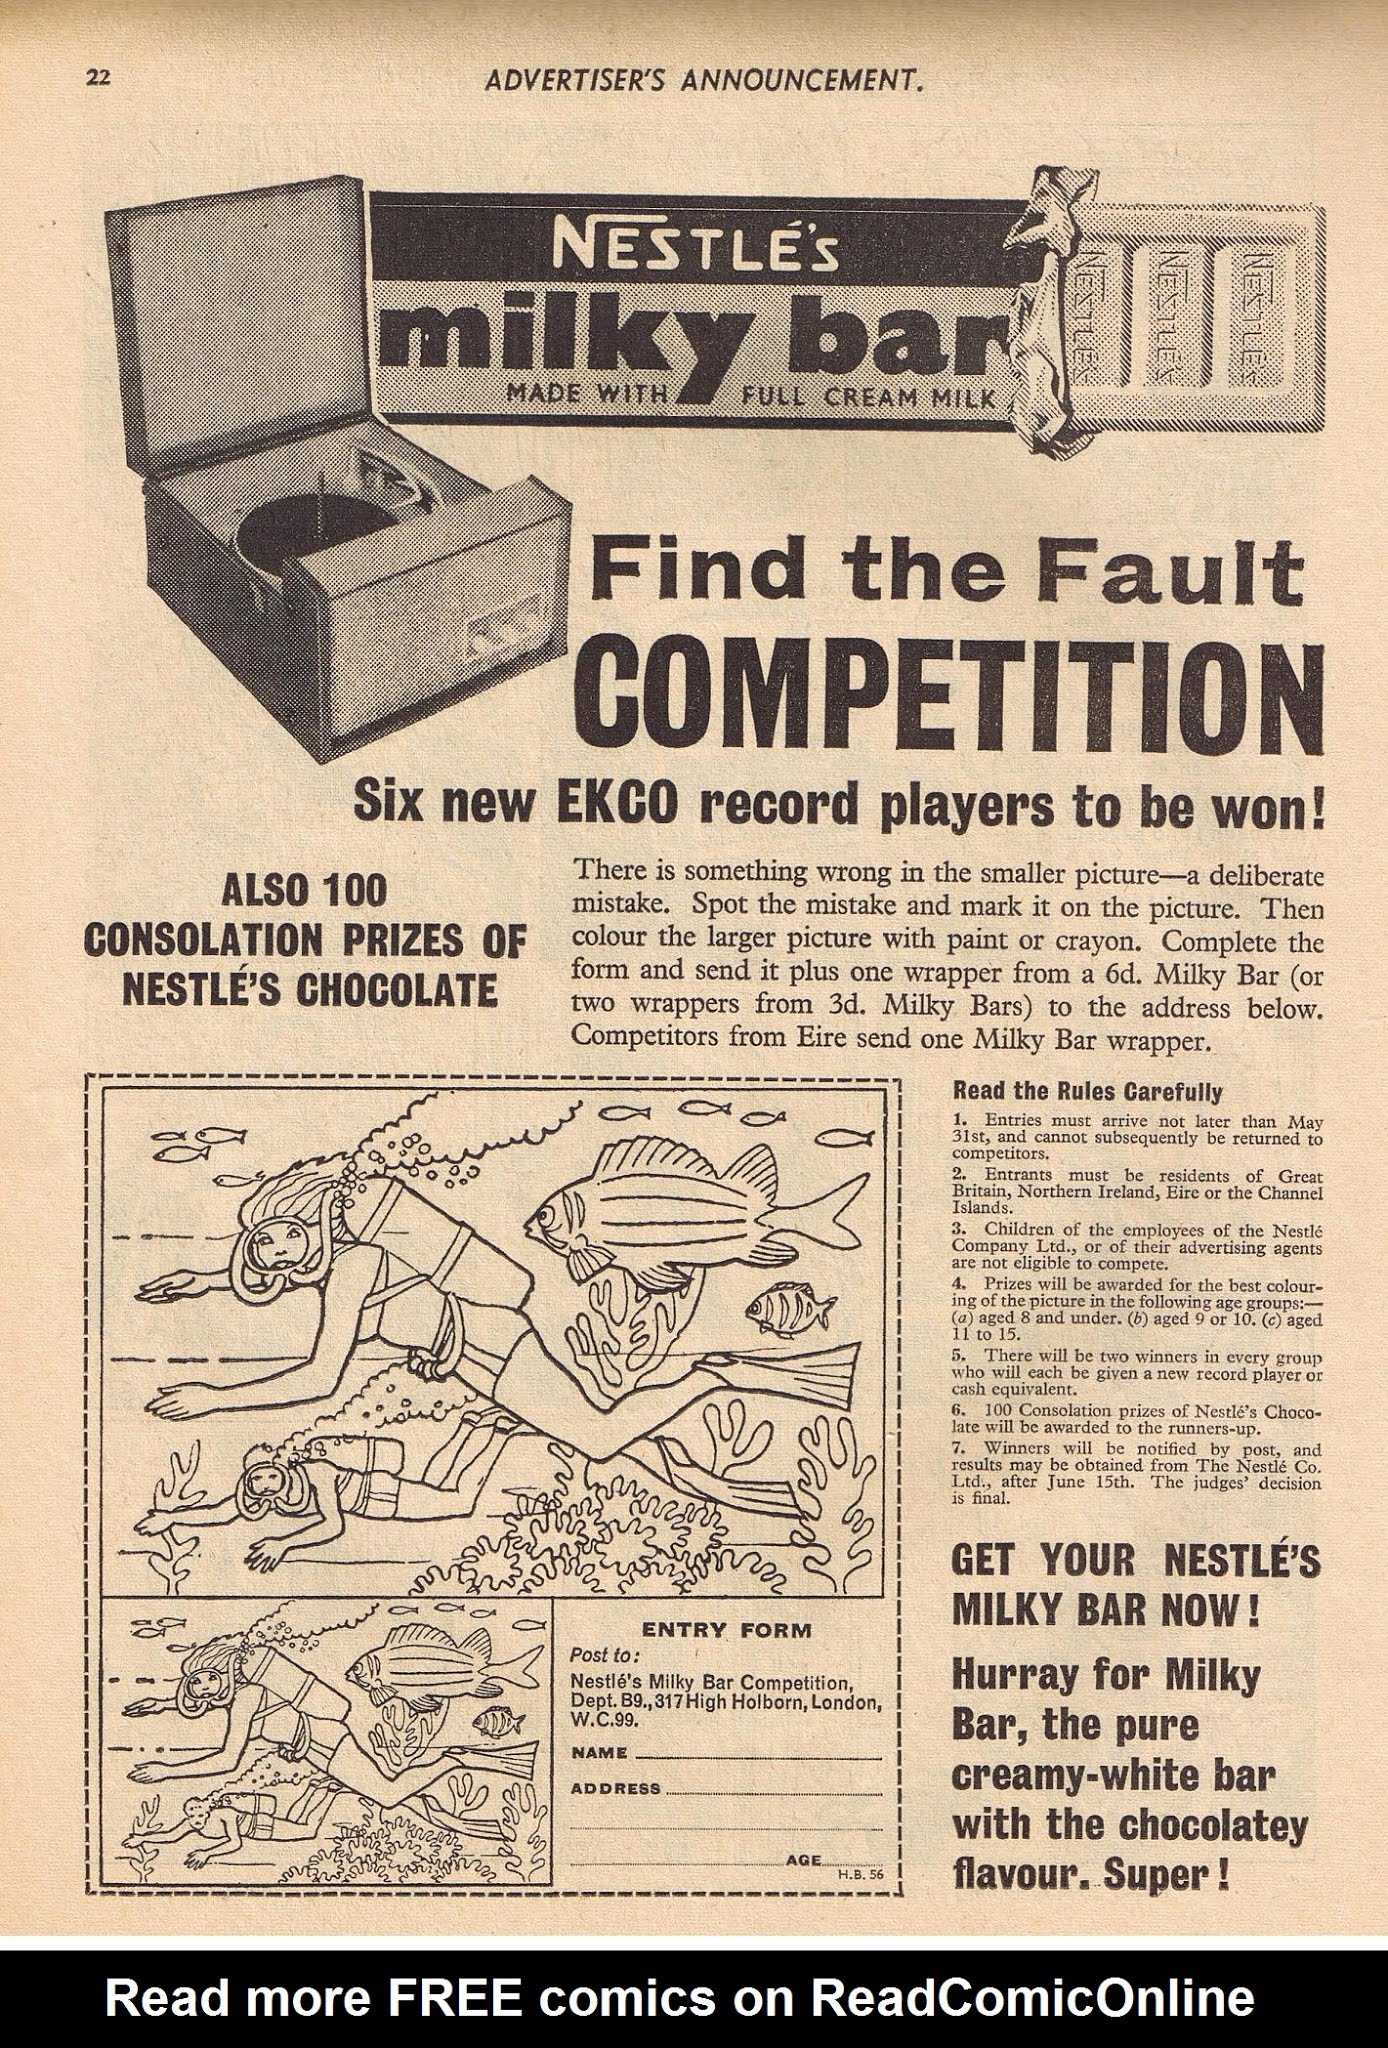 22
ADVERTISER'S ANNOUNCEMENT.
NESTLÉ'S
milky bar
MADE WITH FULL CREAM MILK
NESTLÉ'S
NESTLÉ'S
NESTLÉ'S
Find the Fault
COMPETITION
Six new EKCO record players to be won!
ALSO 100
CONSOLATION PRIZES OF
NESTLÉ'S CHOCOLATE
There is something wrong in the smaller picture—a deliberate
mistake. Spot the mistake and mark it on the picture. Then
colour the larger picture with paint or crayon. Complete the
form and send it plus one wrapper from a 6d. Milky Bar (or
two wrappers from 3d. Milky Bars) to the address below.
Competitors from Eire send one Milky Bar wrapper.
Read the Rules Carefully
1. Entries must arrive not later than May
31st, and cannot subsequently be returned to
competitors.
2. Entrants must be residents of Great
Britain, Northern Ireland, Eire or the Channel
Islands.
3. Children of the employees of the Nestlé
Company Ltd., or of their advertising agents
are not eligible to compete.
4. Prizes will be awarded for the best colour-
ing of the picture in the following age groups:—
(a) aged 8 and under. (b) aged 9 or 10. (c) aged
11 to 15.
5. There will be two winners in every group
who will each be given a new record player or
cash equivalent.
6. 100 Consolation prizes of Nestlé's Choco-
late will be awarded to the runners-up.
7. Winners will be notified by post, and
results may be obtained from The Nestlé Co.
Ltd., after June 15th. The judges' decision
is final.
GET YOUR NESTLÉ'S
MILKY BAR NOW!
Hurray for Milky
Bar, the pure
creamy-white bar
with the chocolatey
flavour. Super!
ENTRY FORM
Post to:
Nestlé's Milky Bar Competition,
Dept. B9., 317 High Holborn, London,
W.C.99.
NAME
ADDRESS
AGE
H.B. 56
Read more FREE comics on ReadComicOnline